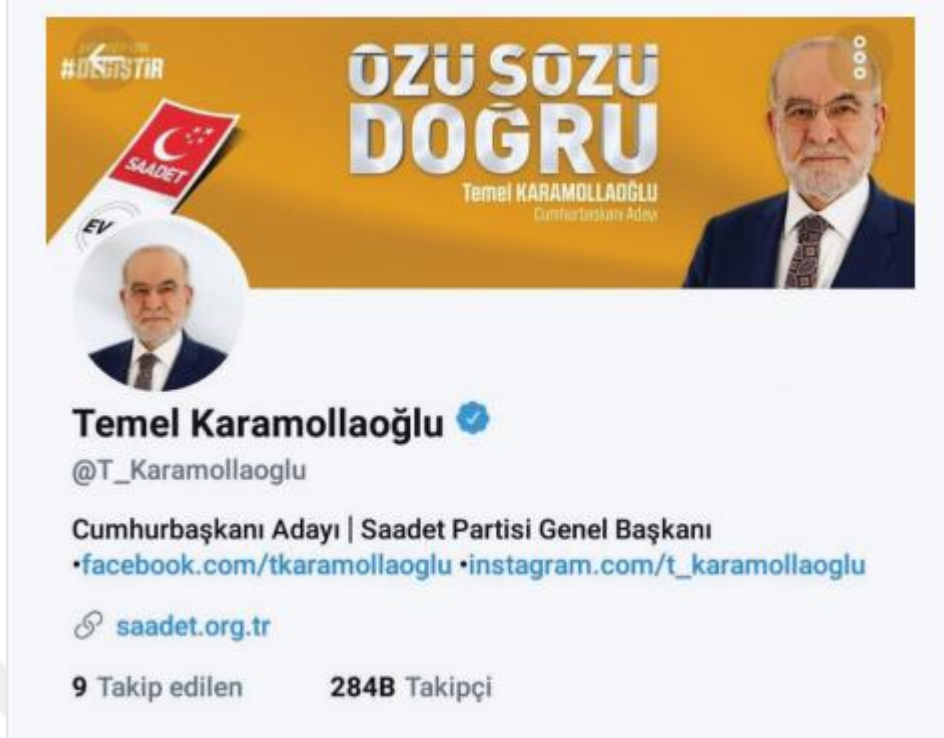 #DEĞİŞTİR
ÖZÜ SÖZÜ
DOĞRU
Temel KARAMOLLAOĞLU
Cumhurbaşkanı Adayı
SAADET
EV
Temel Karamollaoğlu
@T_Karamollaoglu
Cumhurbaşkanı Adayı | Saadet Partisi Genel Başkanı
•facebook.com/tkaramollaoglu •instagram.com/t_karamollaoglu
saadet.org.tr
9 Takip edilen 284B Takipçi